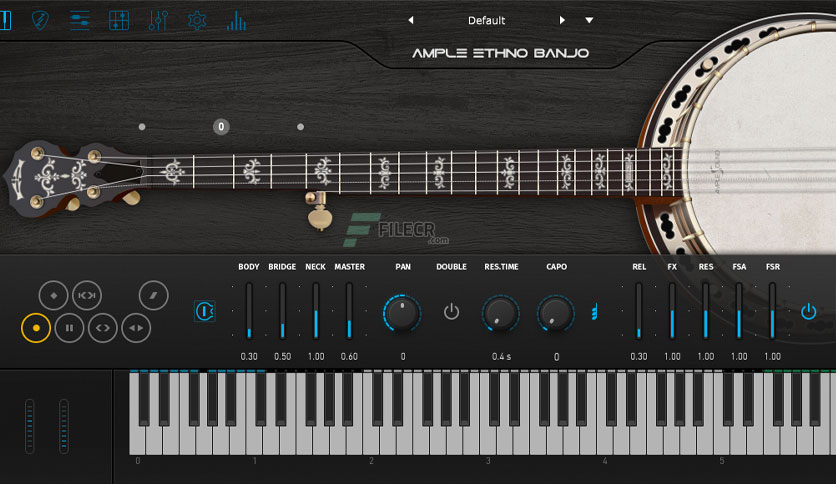 Default
AMPLE ETHNO BANJO
0
FILECR
.com
BODY BRIDGE NECK MASTER PAN DOUBLE RES.TIME CAPO REL FX RES FSA FSR
0.30 0.50 1.00 0.60 0 0.4 s 0 0.30 1.00 1.00 1.00 1.00
0 1 2 3 4 5